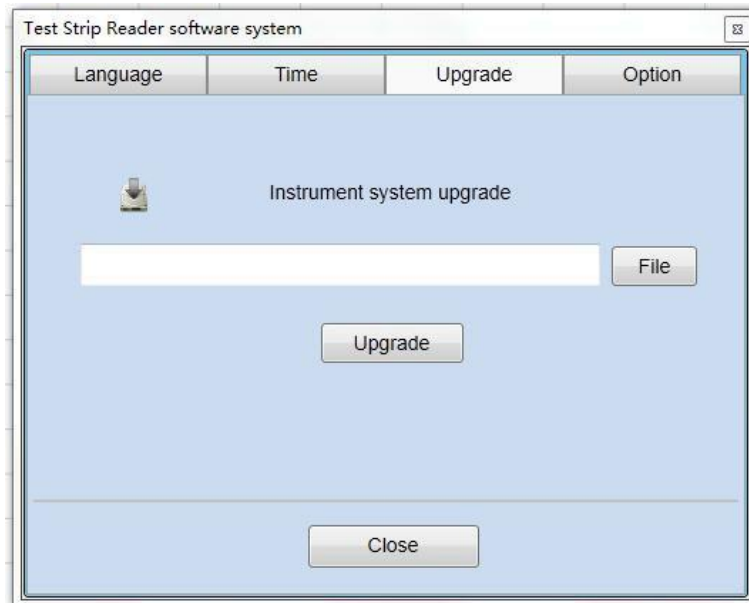 Test Strip Reader software system
Language Time Upgrade Option
Instrument system upgrade
File
Upgrade
Close